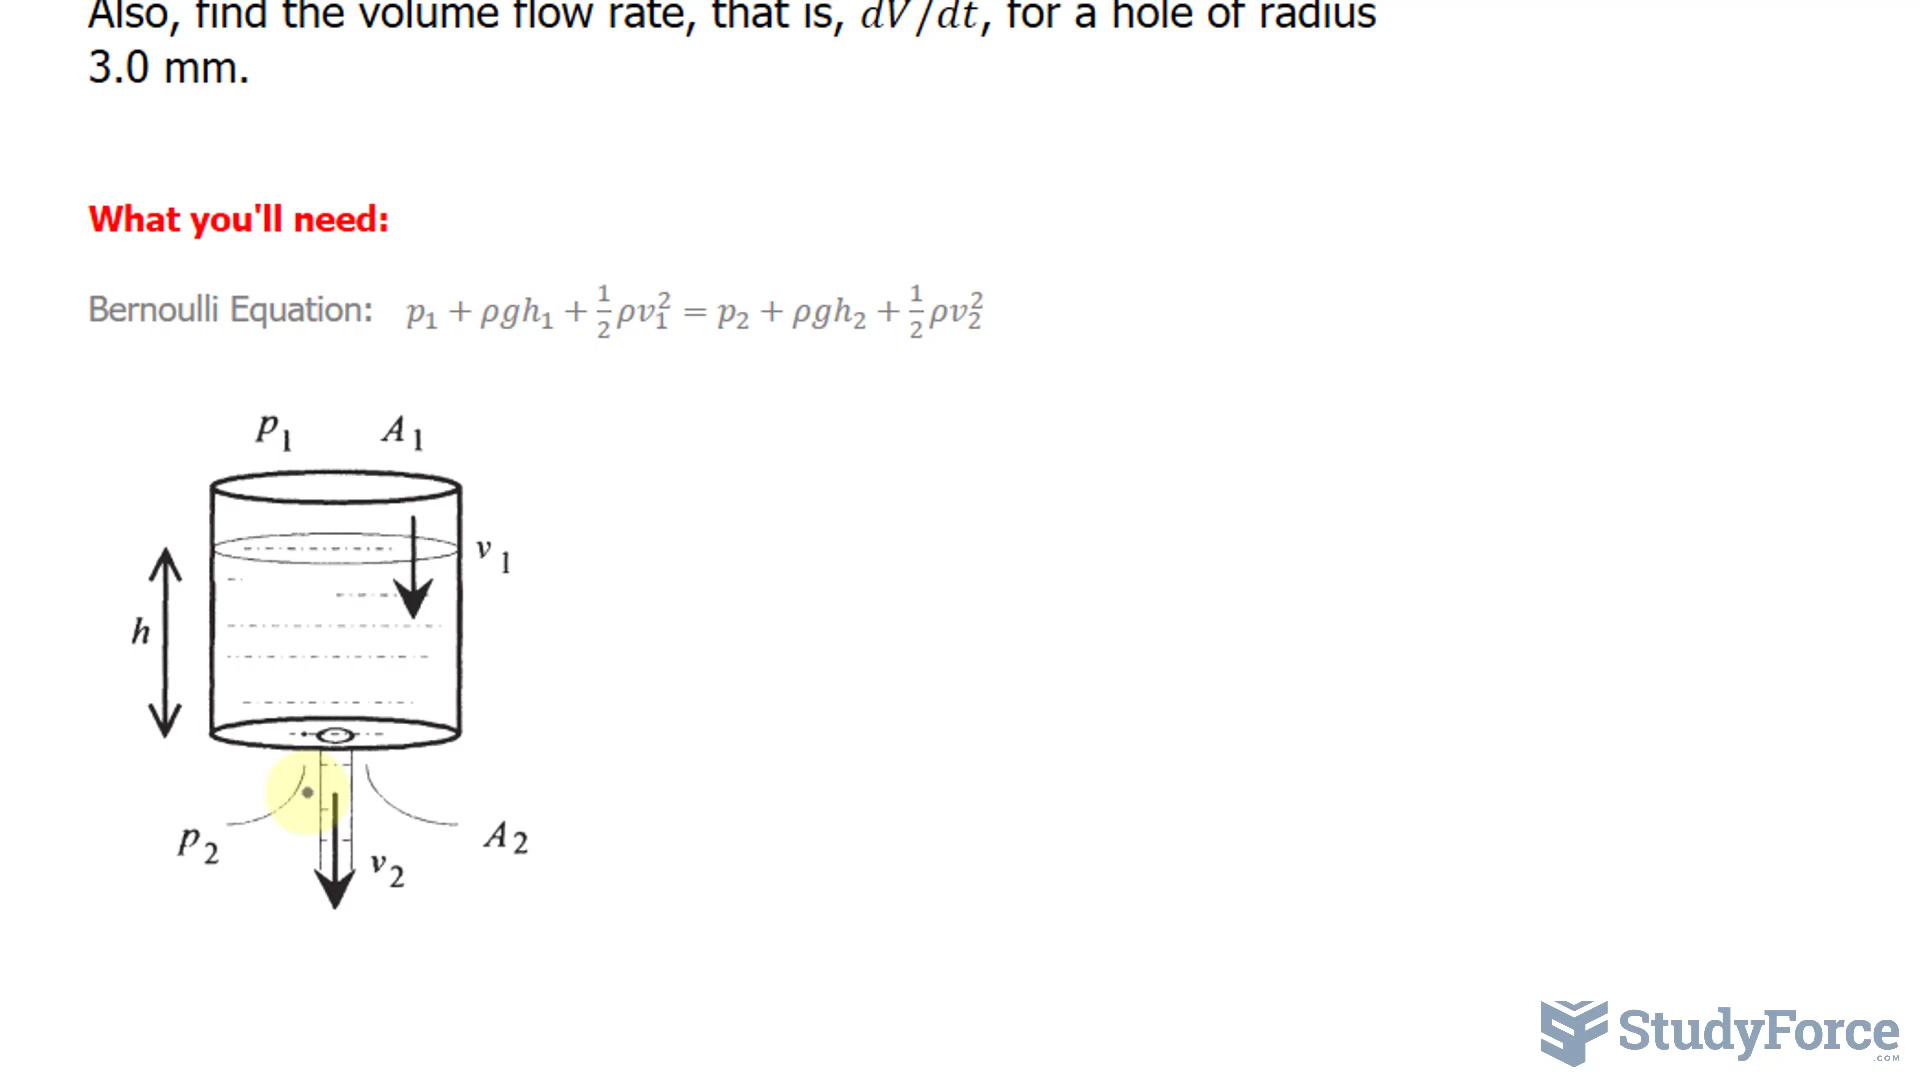 Also, find the volume flow rate, that is, dV/dt, for a hole of radius
3.0 mm.
What you'll need:
Bernoulli Equation: p₁ + ρgh₁ + ½ρv₁² = p₂ + ρgh₂ + ½ρv₂²
P₁ A₁
v₁
h
P₂ A₂
v₂
StudyForce
.COM